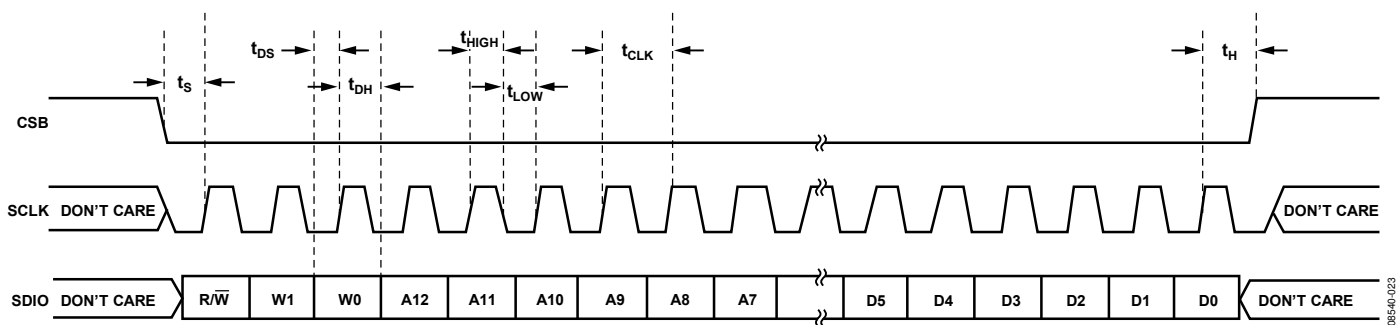 tDS
tHIGH
tCLK
tH
tS
tDH
tLOW
CSB
SCLK DON'T CARE DON'T CARE
SDIO DON'T CARE R/W̅ W1 W0 A12 A11 A10 A9 A8 A7 D5 D4 D3 D2 D1 D0 DON'T CARE
08540-023